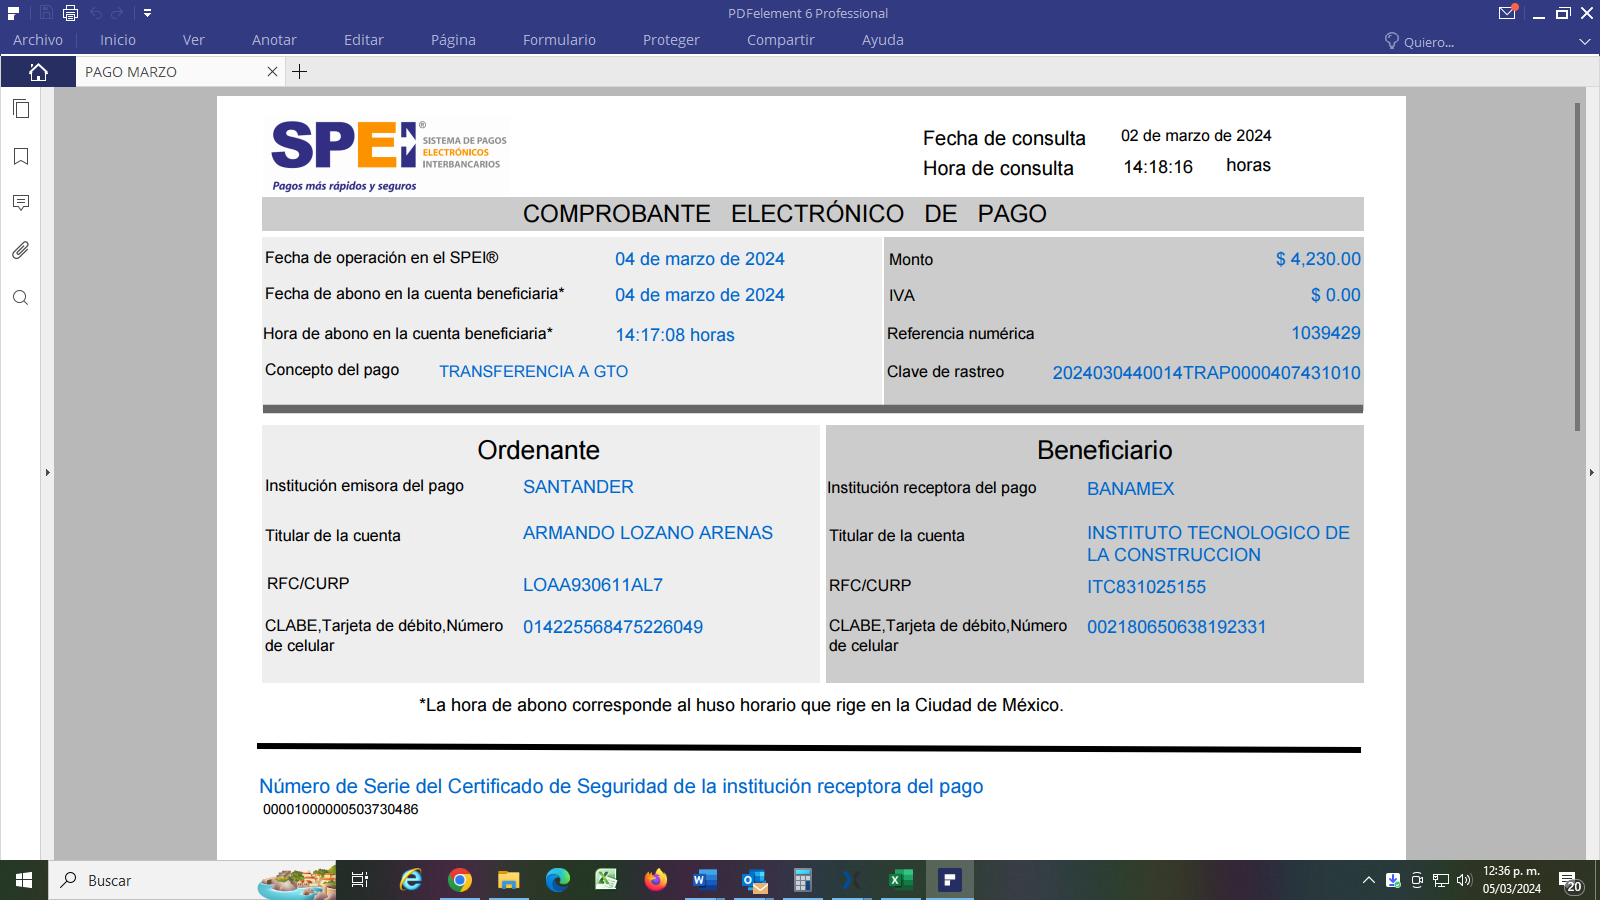 PDFelement 6 Professional
Archivo Inicio Ver Anotar Editar Página Formulario Proteger Compartir Ayuda
Quiero...
PAGO MARZO
SPEI®
SISTEMA DE PAGOS
ELECTRÓNICOS
INTERBANCARIOS
Pagos más rápidos y seguros
Fecha de consulta 02 de marzo de 2024
Hora de consulta 14:18:16 horas
COMPROBANTE ELECTRÓNICO DE PAGO
Fecha de operación en el SPEI® 04 de marzo de 2024
Fecha de abono en la cuenta beneficiaria* 04 de marzo de 2024
Hora de abono en la cuenta beneficiaria* 14:17:08 horas
Concepto del pago TRANSFERENCIA A GTO
Monto $ 4,230.00
IVA $ 0.00
Referencia numérica 1039429
Clave de rastreo 2024030440014TRAP0000407431010
Ordenante
Institución emisora del pago SANTANDER
Titular de la cuenta ARMANDO LOZANO ARENAS
RFC/CURP LOAA930611AL7
CLABE,Tarjeta de débito,Número 014225568475226049
de celular
Beneficiario
Institución receptora del pago BANAMEX
Titular de la cuenta INSTITUTO TECNOLOGICO DE
LA CONSTRUCCION
RFC/CURP ITC831025155
CLABE,Tarjeta de débito,Número 002180650638192331
de celular
*La hora de abono corresponde al huso horario que rige en la Ciudad de México.
Número de Serie del Certificado de Seguridad de la institución receptora del pago
00001000000503730486
Buscar
12:36 p. m.
05/03/2024
20